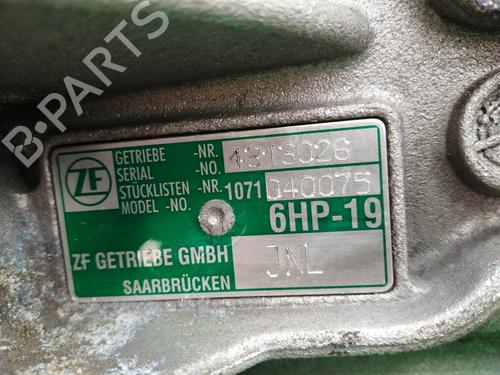 B-PARTS
ZF
GETRIEBE -NR. 4313026
SERIAL -NO.
STÜCKLISTEN -NR. 1071 040075
MODEL -NO.
6HP-19
ZF GETRIEBE GMBH JNL
SAARBRÜCKEN